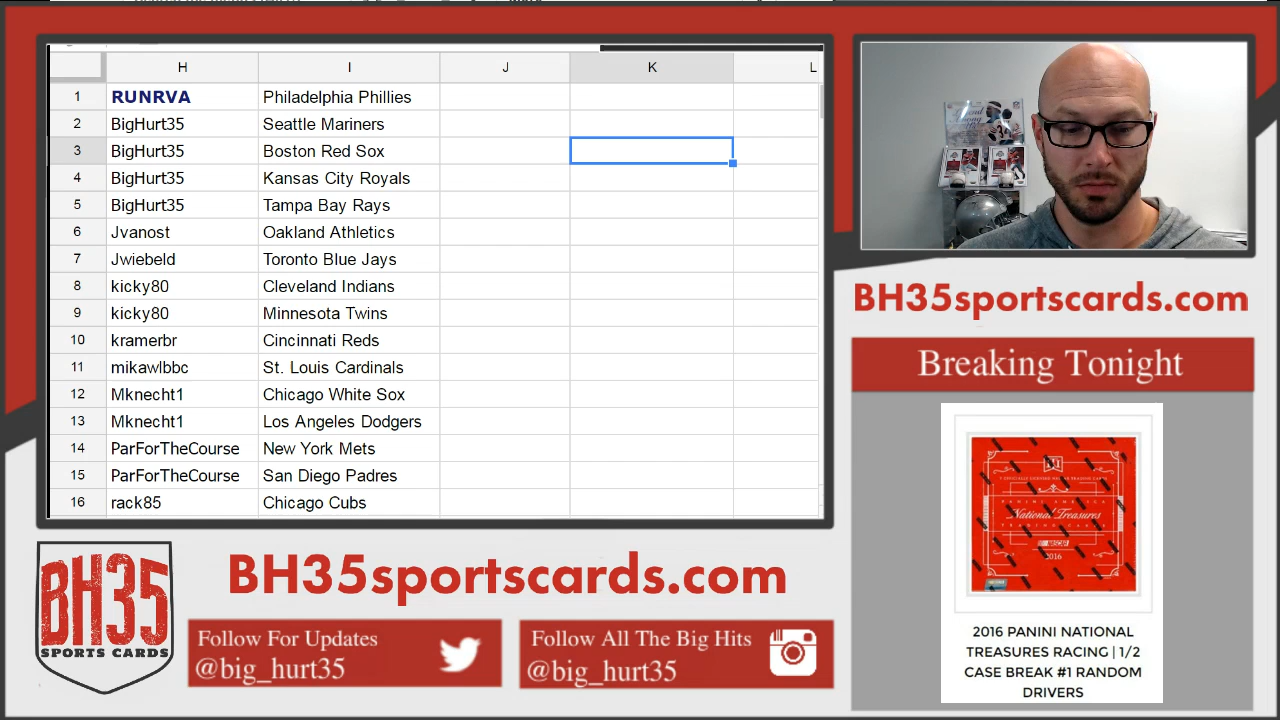 H I J K L
1 RUNRVA Philadelphia Phillies
2 BigHurt35 Seattle Mariners
3 BigHurt35 Boston Red Sox
4 BigHurt35 Kansas City Royals
5 BigHurt35 Tampa Bay Rays
6 Jvanost Oakland Athletics
7 Jwiebeld Toronto Blue Jays
8 kicky80 Cleveland Indians
9 kicky80 Minnesota Twins
10 kramerbr Cincinnati Reds
11 mikawlbbc St. Louis Cardinals
12 Mknecht1 Chicago White Sox
13 Mknecht1 Los Angeles Dodgers
14 ParForTheCourse New York Mets
15 ParForTheCourse San Diego Padres
16 rack85 Chicago Cubs
BH35sportscards.com
Breaking Tonight
National Treasures
NASCAR
2016
2016 PANINI NATIONAL
TREASURES RACING | 1/2
CASE BREAK #1 RANDOM
DRIVERS
BH35
SPORTS CARDS
BH35sportscards.com
Follow For Updates
@big_hurt35
Follow All The Big Hits
@big_hurt35